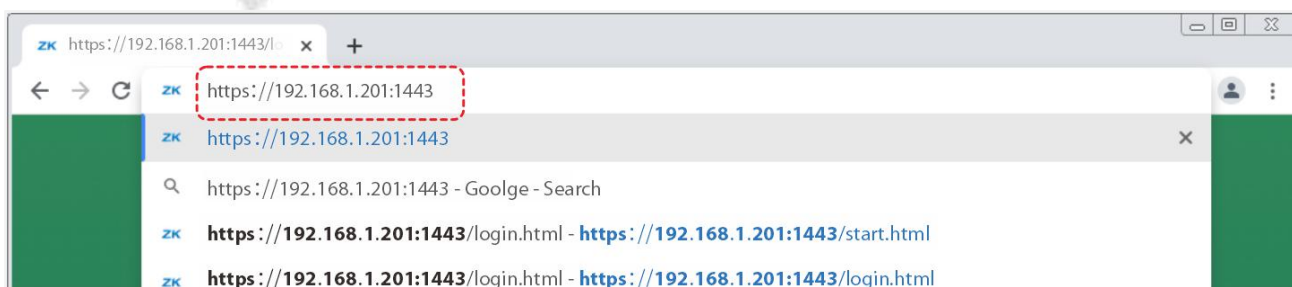 ZK https://192.168.1.201:1443/lo
ZK https://192.168.1.201:1443
ZK https://192.168.1.201:1443
https://192.168.1.201:1443 - Goolge - Search
ZK https://192.168.1.201:1443/login.html - https://192.168.1.201:1443/start.html
ZK https://192.168.1.201:1443/login.html - https://192.168.1.201:1443/login.html